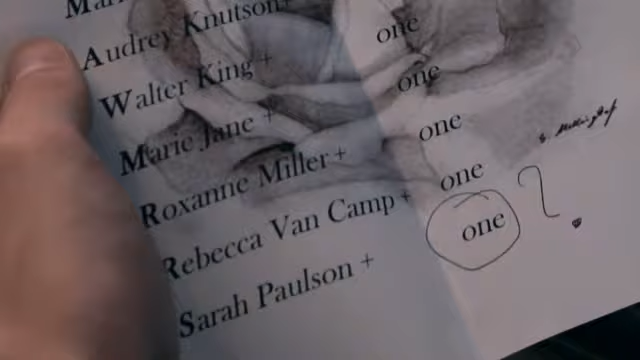 Audrey Knutson+
Walter King + one
Marie Jane + one
Roxanne Miller + one
Rebecca Van Camp + one
Sarah Paulson + one ?